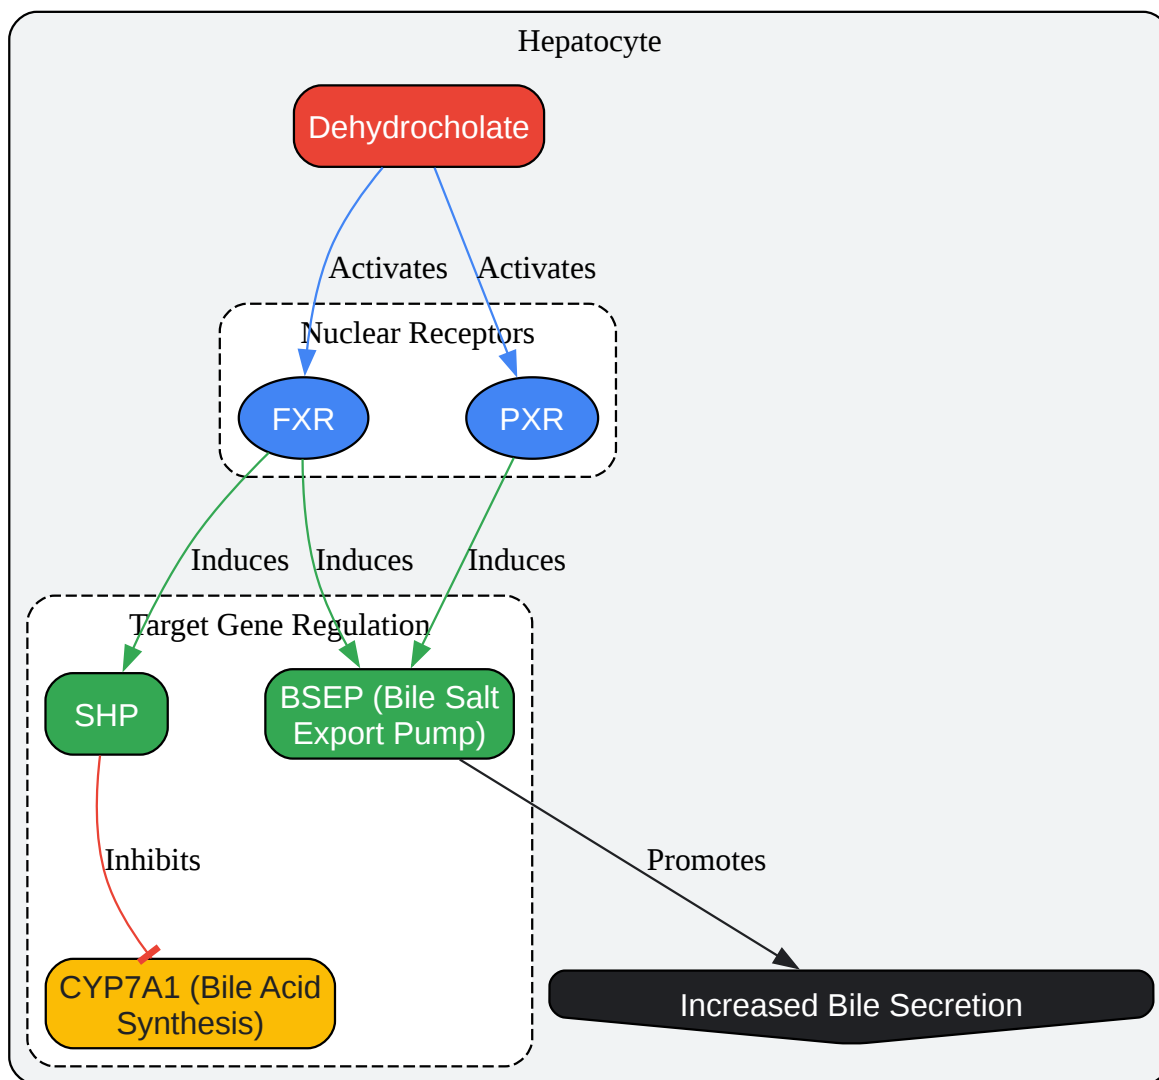 Hepatocyte
Dehydrocholate
Activates
Activates
Nuclear Receptors
FXR
PXR
Induces
Induces
Induces
Target Gene Regulation
SHP
BSEP (Bile Salt
Export Pump)
Inhibits
Promotes
CYP7A1 (Bile Acid
Synthesis)
Increased Bile Secretion